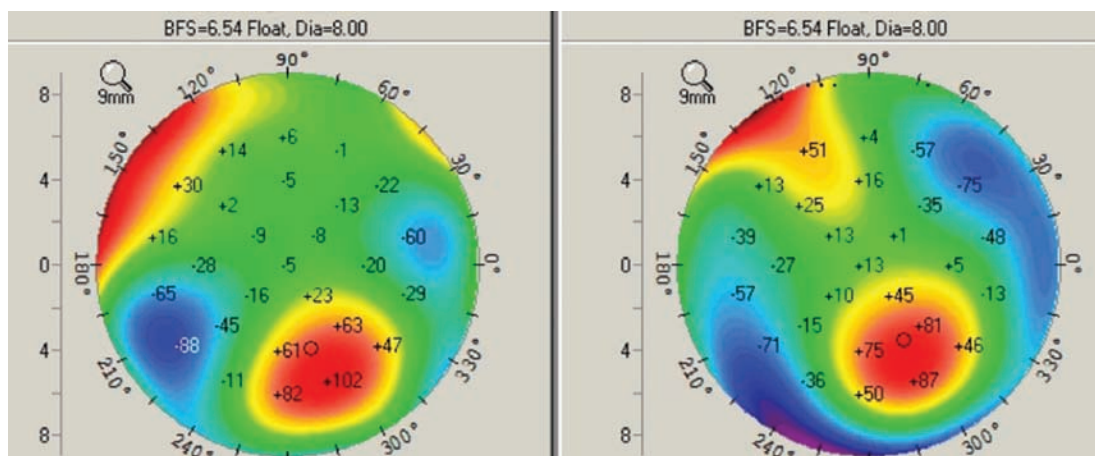 BFS=6.54 Float, Dia=8.00
9mm
90°
120° 60°
150° 30°
180° 0°
210° 330°
240° 300°
8
4
0
4
8
+6
+14 -1
-5
+30 -22
+2 -13
+16 -9 -8 -60
-28 -5 -20
-65 -16 +23 -29
-45 +63
-88 +61 +47
-11 +102
+82
BFS=6.54 Float, Dia=8.00
9mm
90°
120° 60°
150° 30°
180° 0°
210° 330°
240° 300°
8
4
0
4
8
+4
+51 -57
+13 +16 -75
+25 -35
-39 +13 +1 -48
-27 +13 +5
-57 +10 +45 -13
-15 +81
-71 +75 +46
-36 +87
+50